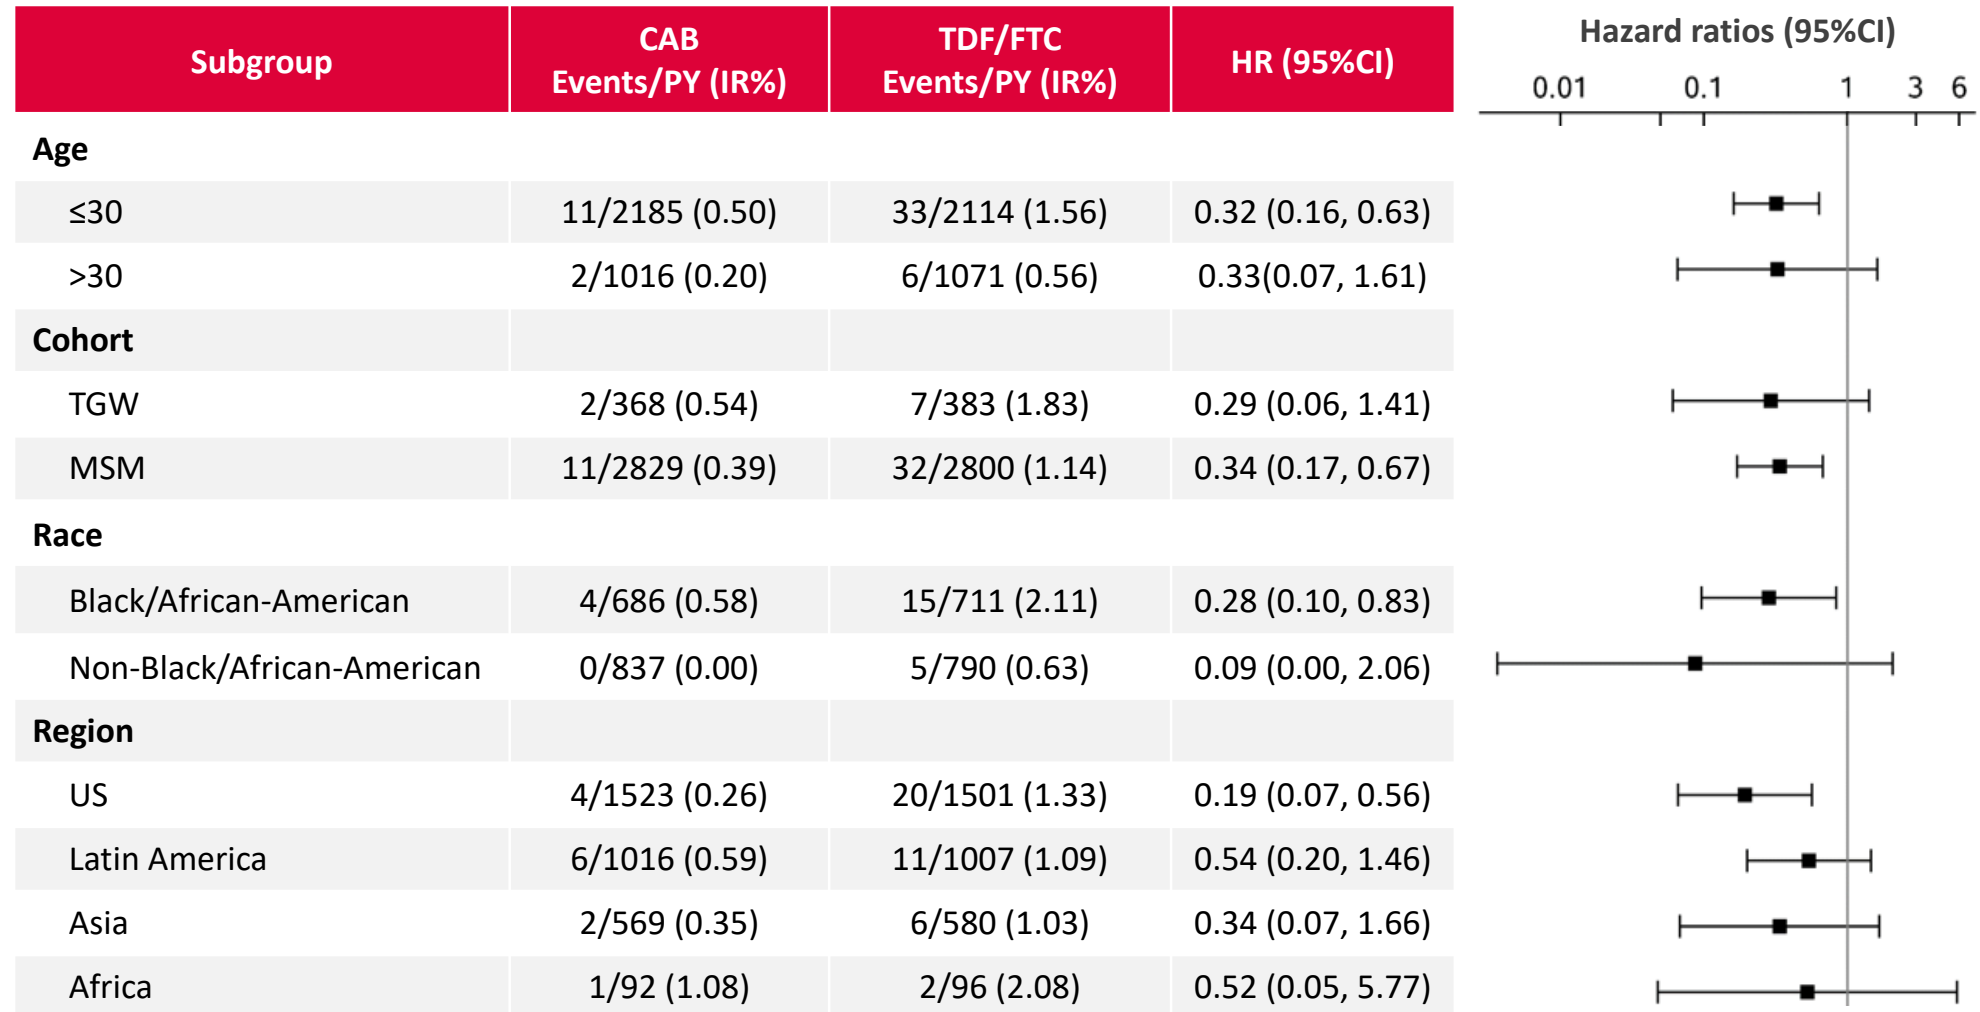 Subgroup CAB Events/PY (IR%) TDF/FTC Events/PY (IR%) HR (95%CI) Hazard ratios (95%CI)
0.01 0.1 1 3 6
Age
≤30 11/2185 (0.50) 33/2114 (1.56) 0.32 (0.16, 0.63)
>30 2/1016 (0.20) 6/1071 (0.56) 0.33(0.07, 1.61)
Cohort
TGW 2/368 (0.54) 7/383 (1.83) 0.29 (0.06, 1.41)
MSM 11/2829 (0.39) 32/2800 (1.14) 0.34 (0.17, 0.67)
Race
Black/African-American 4/686 (0.58) 15/711 (2.11) 0.28 (0.10, 0.83)
Non-Black/African-American 0/837 (0.00) 5/790 (0.63) 0.09 (0.00, 2.06)
Region
US 4/1523 (0.26) 20/1501 (1.33) 0.19 (0.07, 0.56)
Latin America 6/1016 (0.59) 11/1007 (1.09) 0.54 (0.20, 1.46)
Asia 2/569 (0.35) 6/580 (1.03) 0.34 (0.07, 1.66)
Africa 1/92 (1.08) 2/96 (2.08) 0.52 (0.05, 5.77)